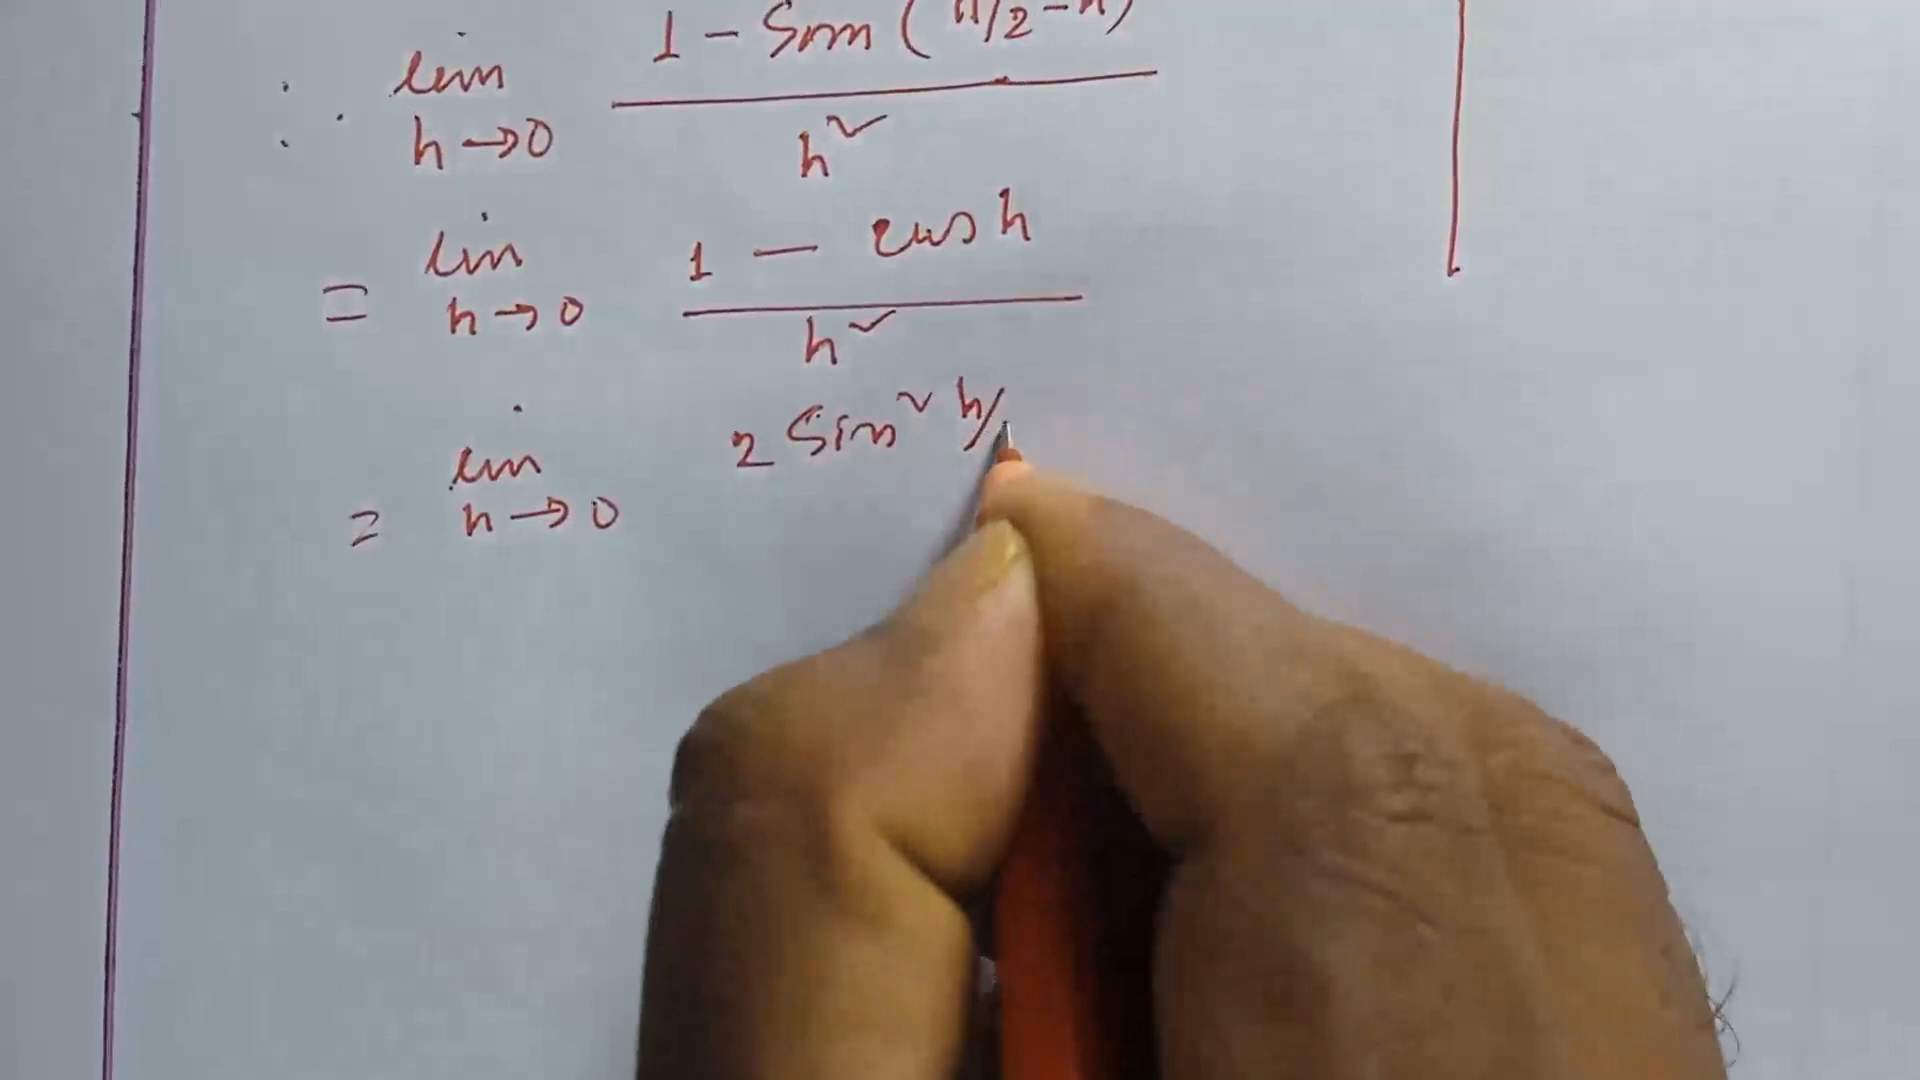 ∴ lim h→0 1 - Sin (π/2 - h) / h²
= lim h→0 1 - cos h / h²
= lim h→0 2 Sin² h/